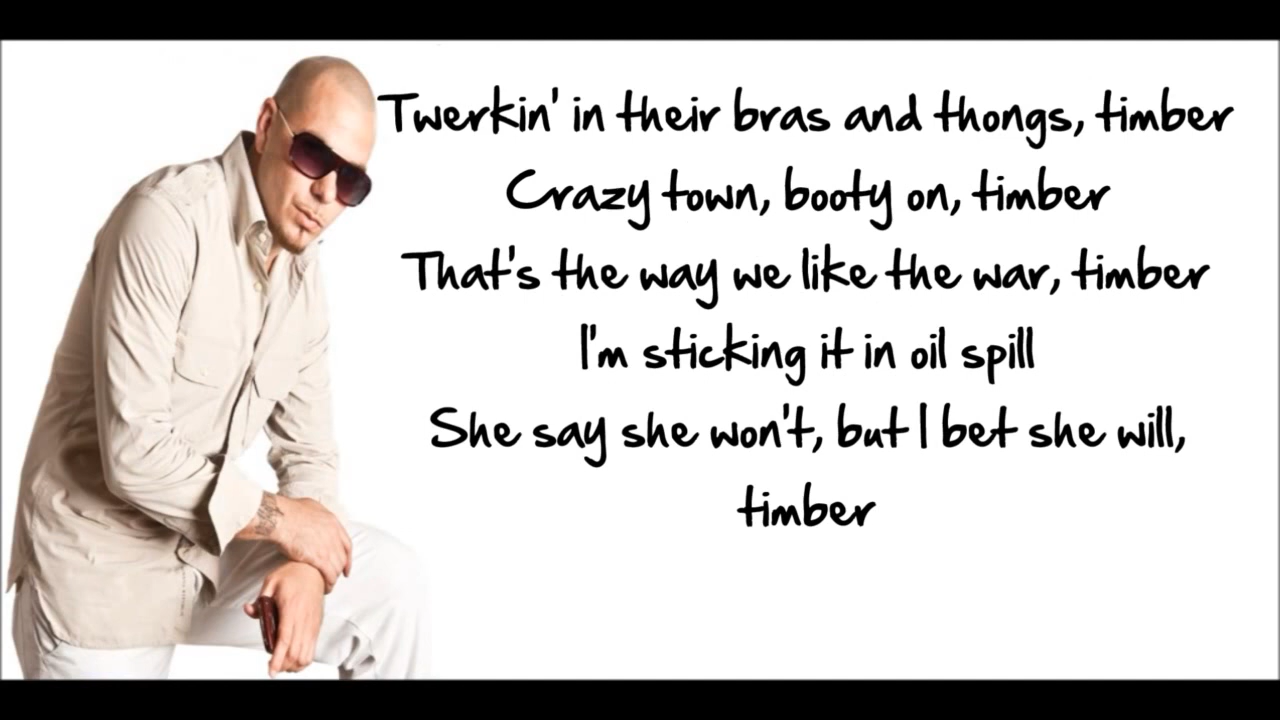 Twerkin' in their bras and thongs, timber
Crazy town, booty on, timber
That's the way we like the war, timber
I'm sticking it in oil spill
She say she won't, but I bet she will,
timber